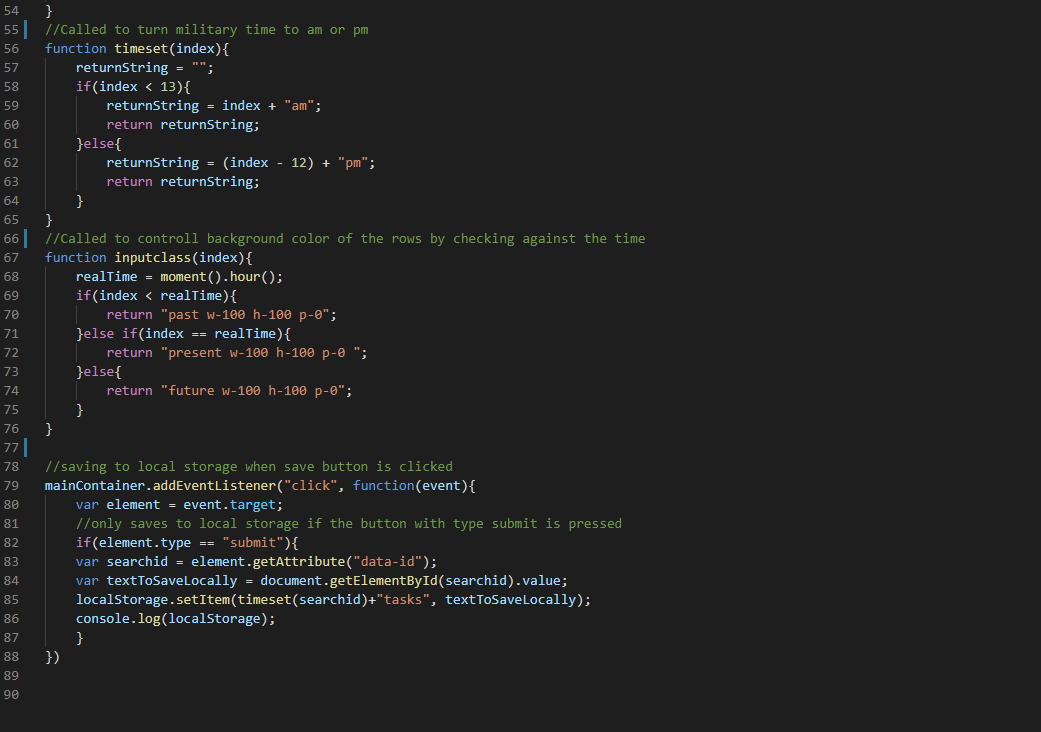 54 }
55 //Called to turn military time to am or pm
56 function timeset(index){
57     returnString = "";
58     if(index < 13){
59         returnString = index + "am";
60         return returnString;
61     }else{
62         returnString = (index - 12) + "pm";
63         return returnString;
64     }
65 }
66 //Called to controll background color of the rows by checking against the time
67 function inputclass(index){
68     realTime = moment().hour();
69     if(index < realTime){
70         return "past w-100 h-100 p-0";
71     }else if(index == realTime){
72         return "present w-100 h-100 p-0 ";
73     }else{
74         return "future w-100 h-100 p-0";
75     }
76 }
77
78 //saving to local storage when save button is clicked
79 mainContainer.addEventListener("click", function(event){
80     var element = event.target;
81     //only saves to local storage if the button with type submit is pressed
82     if(element.type == "submit"){
83     var searchid = element.getAttribute("data-id");
84     var textToSaveLocally = document.getElementById(searchid).value;
85     localStorage.setItem(timeset(searchid)+"tasks", textToSaveLocally);
86     console.log(localStorage);
87     }
88 })
89
90